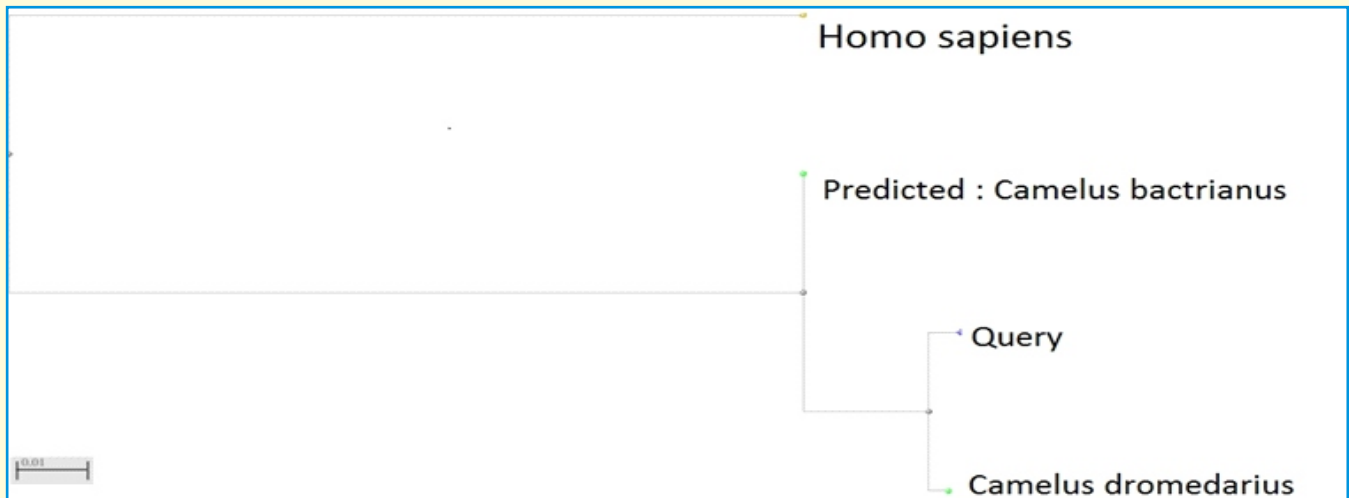 Homo sapiens
Predicted : Camelus bactrianus
Query
Camelus dromedarius
0.01